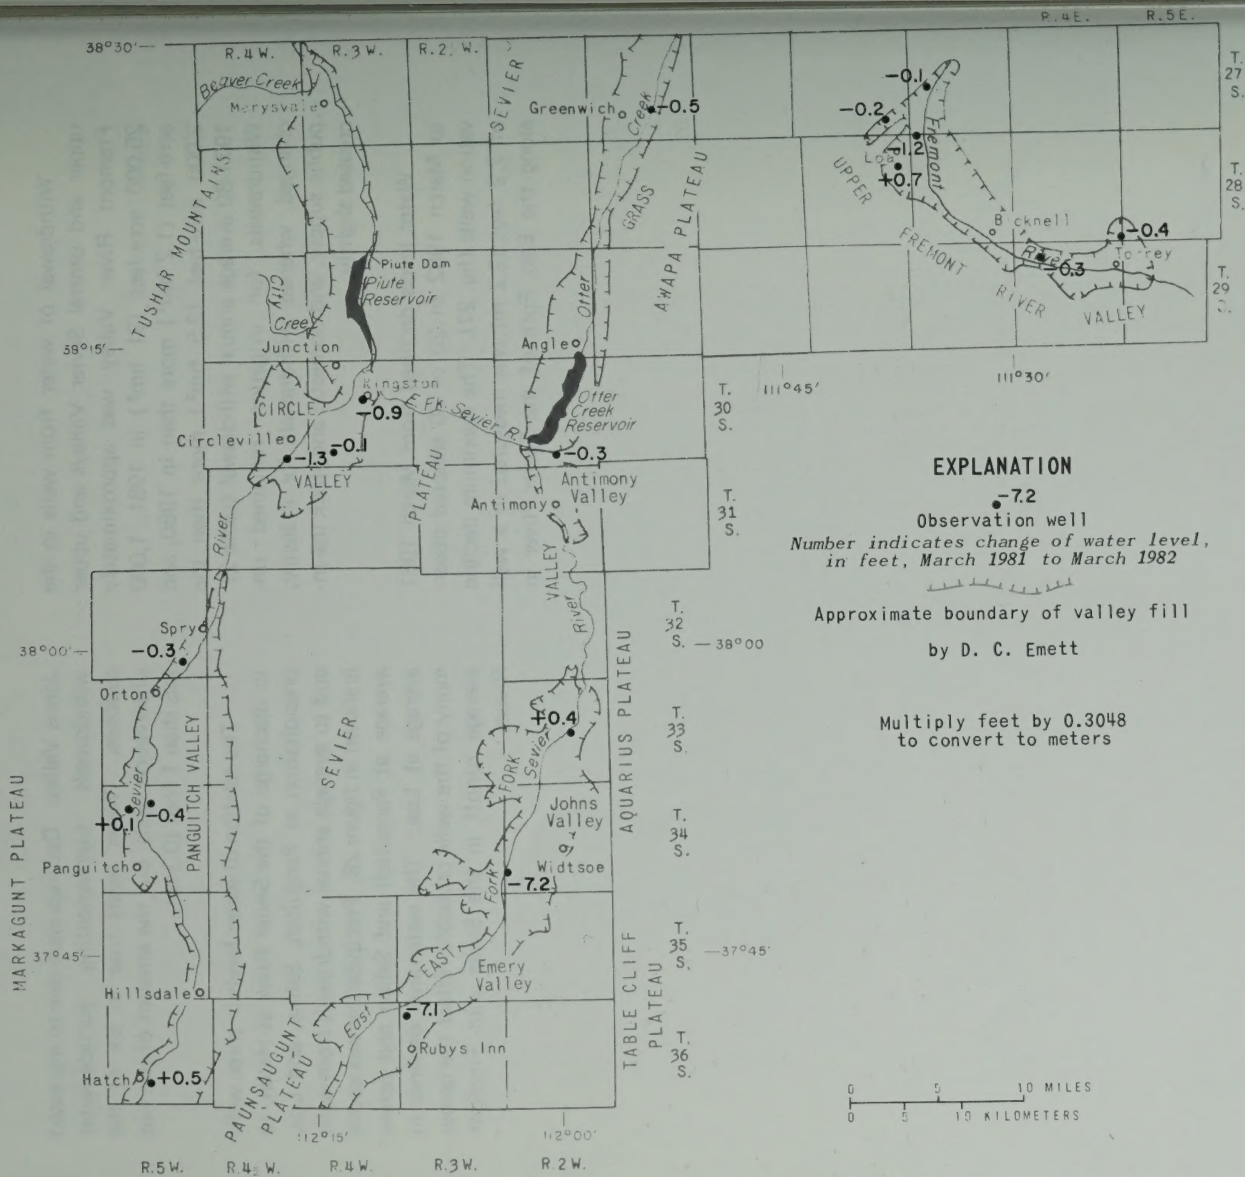 R.4E.
R.5E.
38°30'
R.4W.
R.3W.
R.2 W.
T.
27
S.
Beaver Creek
Marysvale
SEVIER
Greenwich
Creek
-0.5
-0.1
-0.2
-1.2
Loa
+0.7
Fremont
UPPER
FREMONT
RIVER
VALLEY
T.
28
S.
Bicknell
-0.4
Torrey
River
-6.3
T.
29
S.
TUSHAR MOUNTAINS
GRASS
AWAPA PLATEAU
Piute Dam
Piute
Reservoir
City
Creek
Otter
38°15'
Junction
Angle
111°45'
111°30'
Kingston
-0.9
E. Fk. Sevier R.
Otter
Creek
Reservoir
T.
30
S.
CIRCLE
Circleville
-1.3
-0.1
VALLEY
-0.3
Antimony
Valley
PLATEAU
Antimony
T.
31
S.
River
VALLEY
River
EXPLANATION
-7.2
Observation well
Number indicates change of water level,
in feet, March 1981 to March 1982
Approximate boundary of valley fill
by D. C. Emett
Multiply feet by 0.3048
to convert to meters
Spry
T.
32
S.
38°00'
-0.3
38°00
Orton
PANGUITCH VALLEY
SEVIER
+0.4
Sevier
FORK
AQUARIUS PLATEAU
T.
33
S.
MARKAGUNT PLATEAU
Sevier
+0.1
-0.4
Johns
Valley
T.
34
S.
Panguitch
Widtsoe
-7.2
Fork
37°45'
EAST
T.
35
S.
37°45'
Emery
Valley
TABLE CLIFF
PLATEAU
Hillsdale
-7.1
East
Rubys Inn
T.
36
S.
Hatch
+0.5
PAUNSAUGUNT
PLATEAU
0 5 10 MILES
0 5 10 KILOMETERS
112°15'
112°00'
R.5W.
R.4½ W.
R.4W.
R.3W.
R.2W.